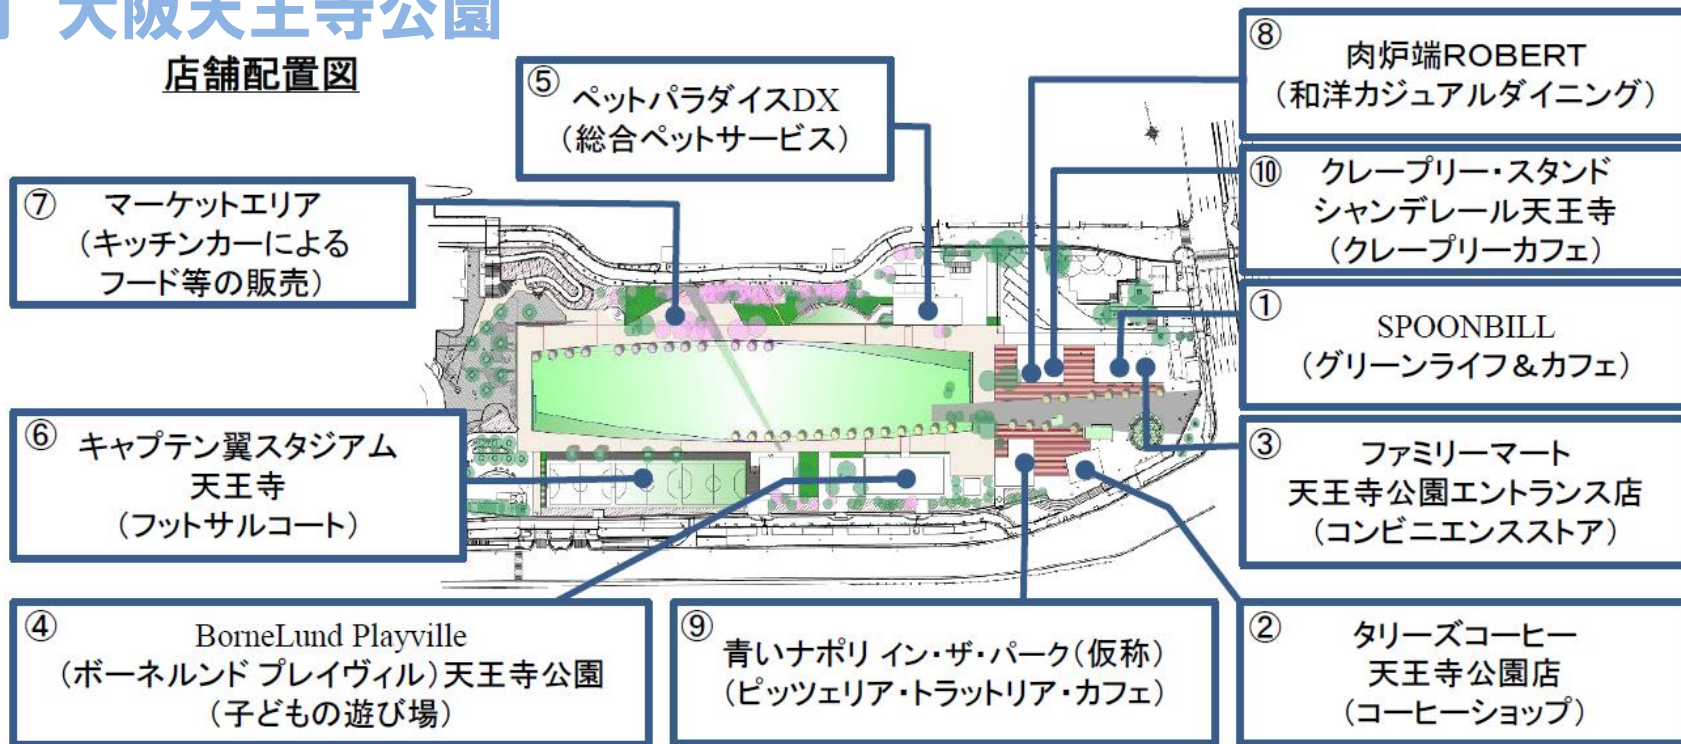 大阪天王寺公園
店舗配置図
⑤
ペットパラダイスDX
(総合ペットサービス)
⑧
肉炉端ROBERT
(和洋カジュアルダイニング)
⑦
マーケットエリア
(キッチンカーによる
フード等の販売)
⑩
クレープリー・スタンド
シャンデレール天王寺
(クレープリーカフェ)
①
SPOONBILL
(グリーンライフ&カフェ)
⑥
キャプテン翼スタジアム
天王寺
(フットサルコート)
③
ファミリーマート
天王寺公園エントランス店
(コンビニエンスストア)
④
BorneLund Playville
(ボーネルンド プレイヴィル)天王寺公園
(子どもの遊び場)
⑨
青いナポリ イン・ザ・パーク(仮称)
(ピッツェリア・トラットリア・カフェ)
②
タリーズコーヒー
天王寺公園店
(コーヒーショップ)